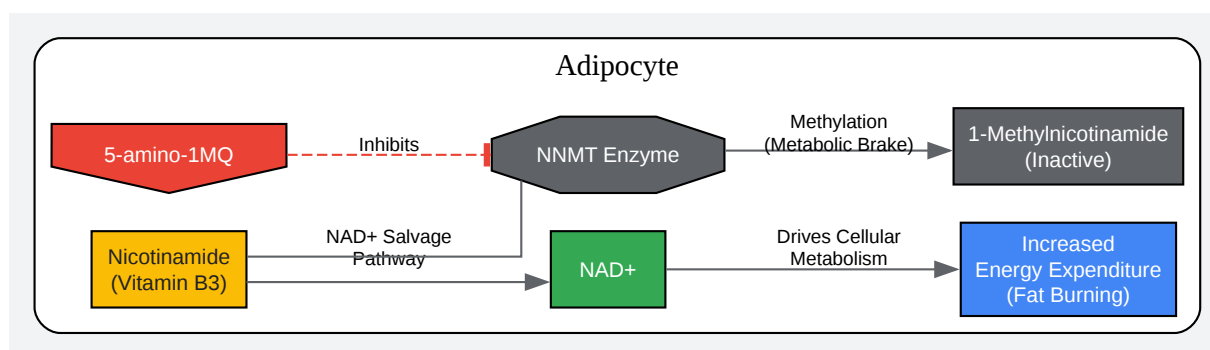 Adipocyte
5-amino-1MQ
Inhibits
NNMT Enzyme
Methylation
(Metabolic Brake)
1-Methylnicotinamide
(Inactive)
Nicotinamide
(Vitamin B3)
NAD+ Salvage
Pathway
NAD+
Drives Cellular
Metabolism
Increased
Energy Expenditure
(Fat Burning)